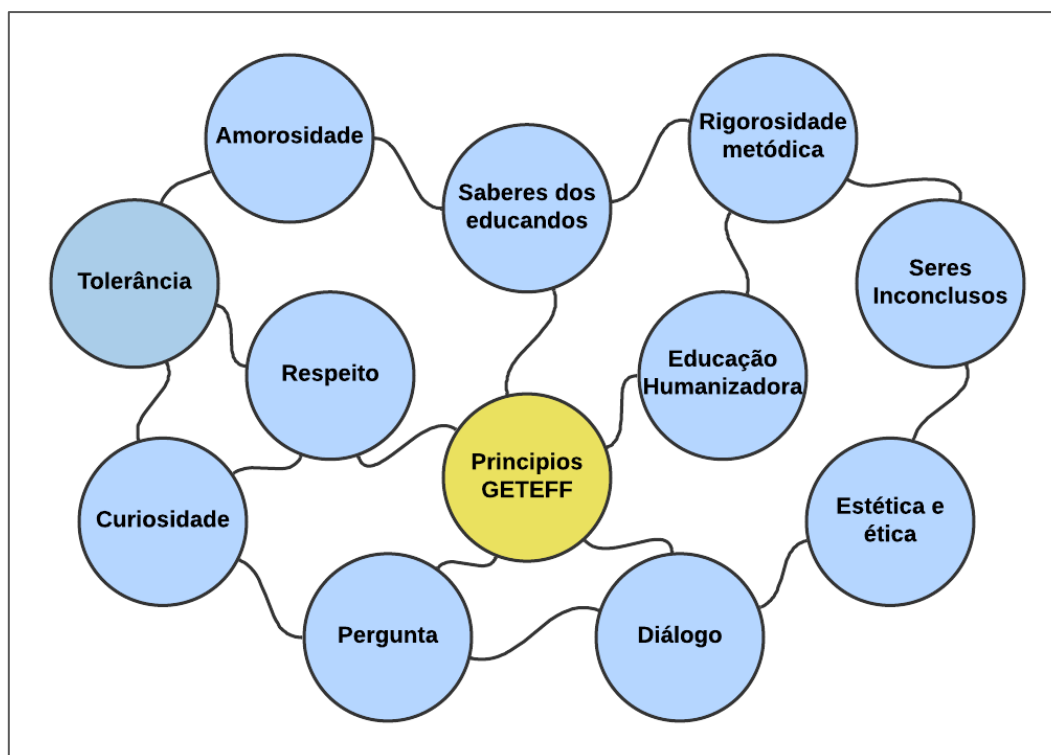 Amorosidade
Rigorosidade
metódica
Saberes dos
educandos
Tolerância
Seres
Inconclusos
Respeito
Educação
Humanizadora
Principios
GETEFF
Curiosidade
Estética e
ética
Pergunta
Diálogo